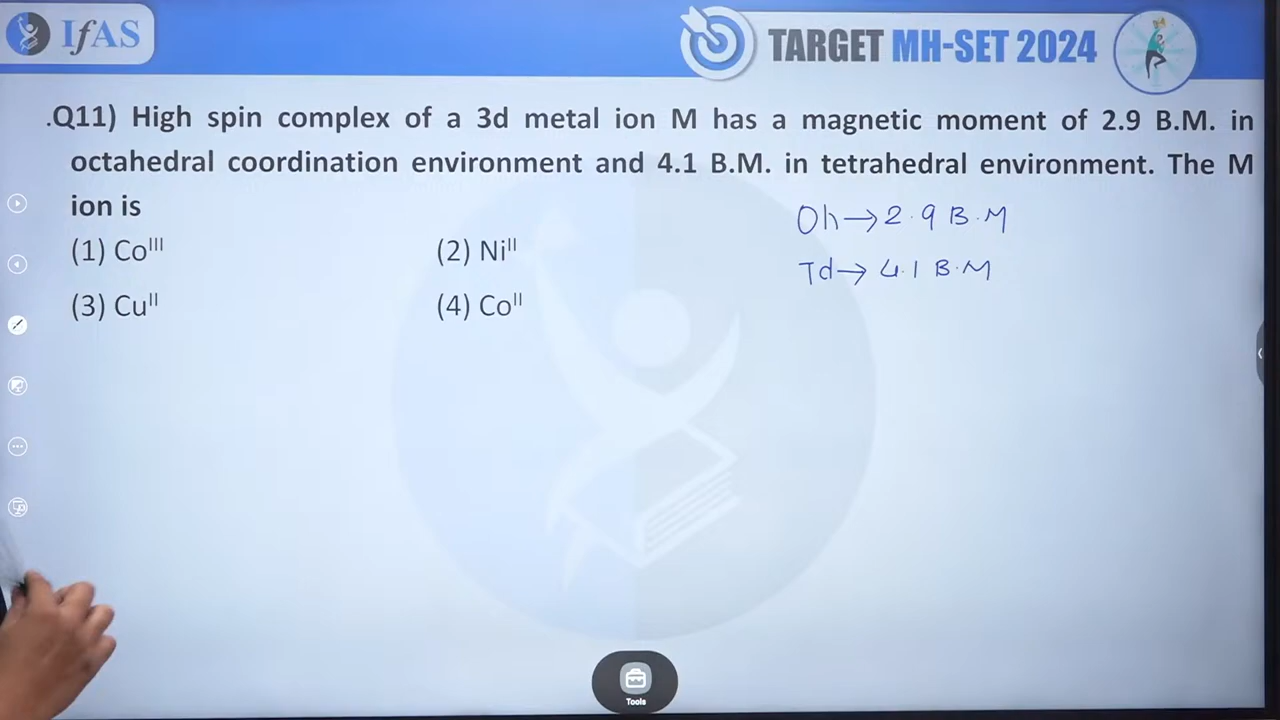 IfAS
TARGET MH-SET 2024
.Q11) High spin complex of a 3d metal ion M has a magnetic moment of 2.9 B.M. in
octahedral coordination environment and 4.1 B.M. in tetrahedral environment. The M
ion is
Oh→2.9 B.M
Td→ 4.1 B.M
(1) Coᴵᴵᴵ
(2) Niᴵᴵ
(3) Cuᴵᴵ
(4) Coᴵᴵ
Tools